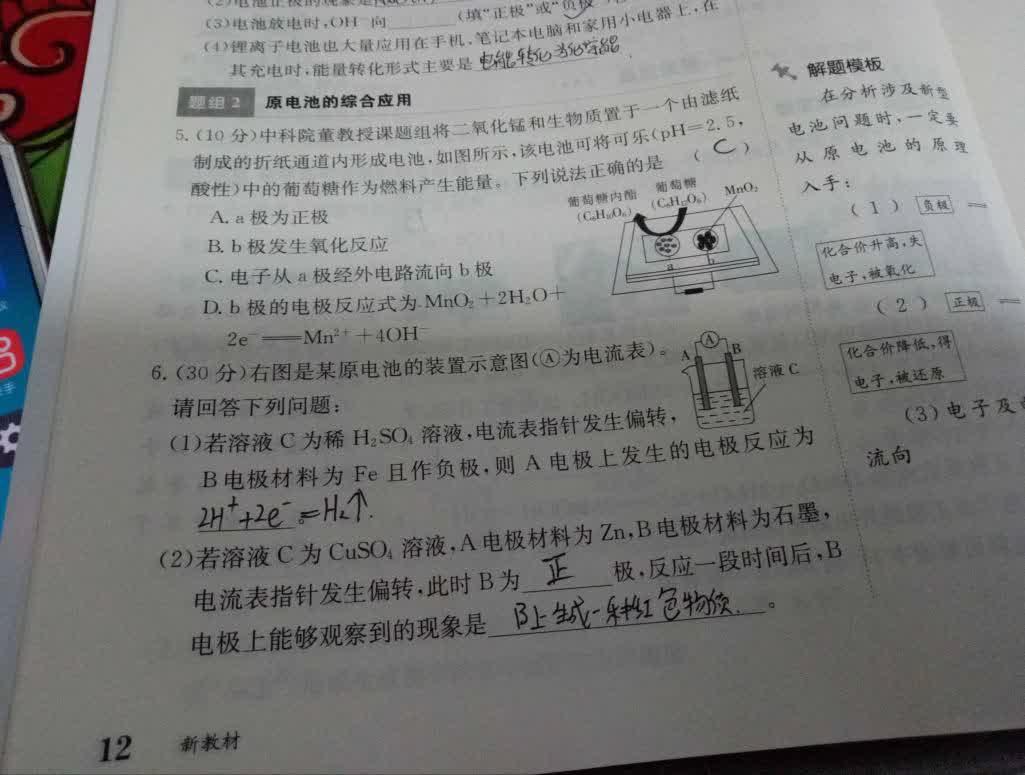 (3)电池放电时,OH⁻向________(填“正极”或“负极
(4)锂离子电池也大量应用在手机、笔记本电脑和家用小电器上,在
其充电时,能量转化形式主要是 电能转化为化学能
题组2 原电池的综合应用
5.(10分)中科院董教授课题组将二氧化锰和生物质置于一个由滤纸
制成的折纸通道内形成电池,如图所示,该电池可将可乐(pH=2.5,
酸性)中的葡萄糖作为燃料产生能量。下列说法正确的是 ( C )
葡萄糖内酯 葡萄糖 MnO₂
(C₆H₁₀O₆) (C₆H₁₂O₆)
a b
A. a极为正极
B. b极发生氧化反应
C. 电子从a极经外电路流向b极
D. b极的电极反应式为MnO₂+2H₂O+
2e⁻══Mn²⁺+4OH⁻
6.(30分)右图是某原电池的装置示意图(Ⓐ为电流表)。
A Ⓐ B
溶液C
请回答下列问题:
(1)若溶液C为稀H₂SO₄溶液,电流表指针发生偏转,
B电极材料为Fe且作负极,则A电极上发生的电极反应为
2H⁺+2e⁻=H₂↑.
(2)若溶液C为CuSO₄溶液,A电极材料为Zn,B电极材料为石墨,
电流表指针发生偏转,此时B为 正 极,反应一段时间后,B
电极上能够观察到的现象是 B上生成一种红色物质 。
12 新教材
解题模板
在分析涉及新型
电池问题时,一定要
从原电池的原理
入手:
(1) 负极 ═
化合价升高,失
电子,被氧化
(2) 正极 ═
化合价降低,得
电子,被还原
(3)电子及
流向